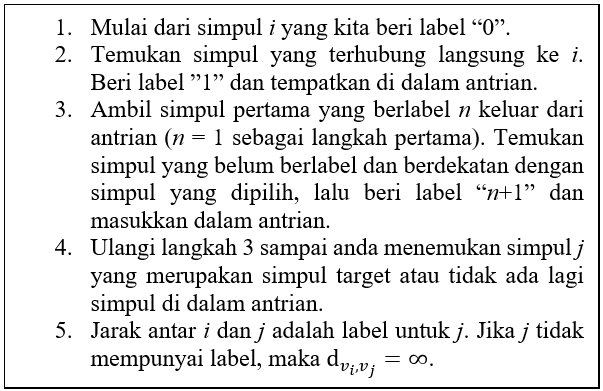 1. Mulai dari simpul i yang kita beri label “0”.
2. Temukan simpul yang terhubung langsung ke i.
Beri label ”1” dan tempatkan di dalam antrian.
3. Ambil simpul pertama yang berlabel n keluar dari
antrian (n = 1 sebagai langkah pertama). Temukan
simpul yang belum berlabel dan berdekatan dengan
simpul yang dipilih, lalu beri label “n+1” dan
masukkan dalam antrian.
4. Ulangi langkah 3 sampai anda menemukan simpul j
yang merupakan simpul target atau tidak ada lagi
simpul di dalam antrian.
5. Jarak antar i dan j adalah label untuk j. Jika j tidak
mempunyai label, maka d_{v_i,v_j} = ∞.